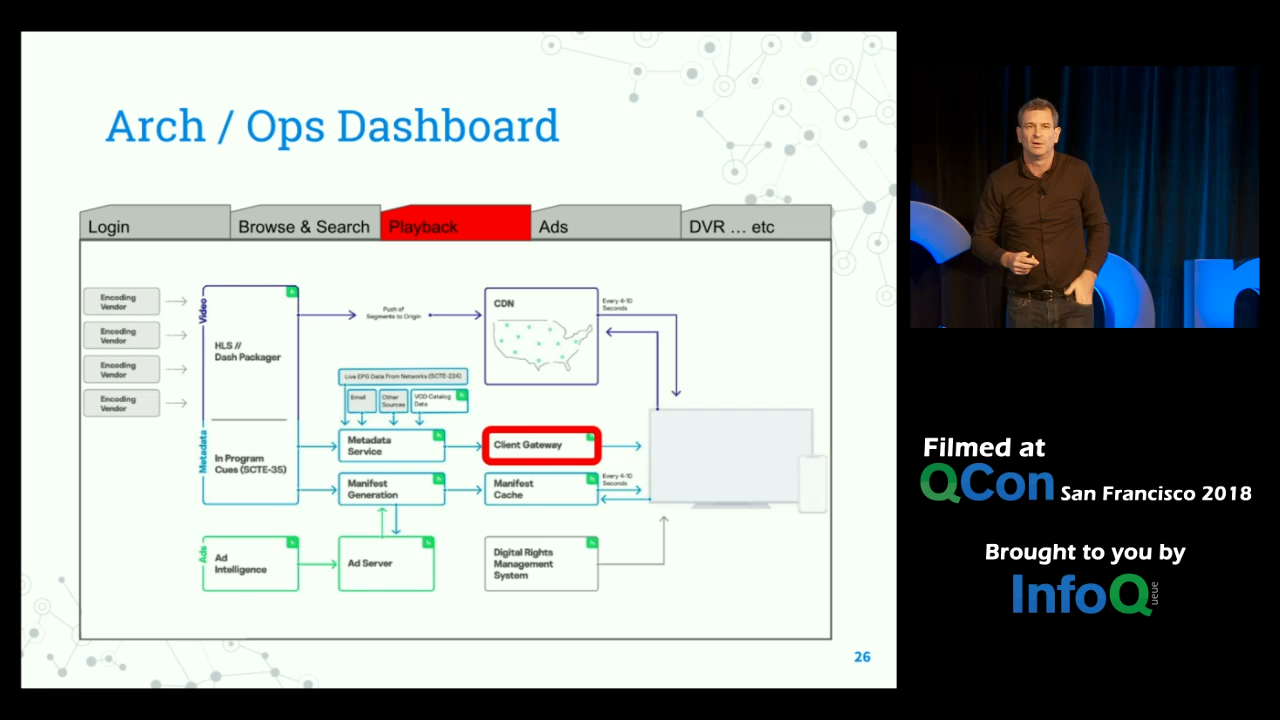 Arch / Ops Dashboard
Login
Browse & Search
Playback
Ads
DVR ... etc
Encoding
Vendor
Encoding
Vendor
Encoding
Vendor
Encoding
Vendor
Video
HLS //
Dash Packager
Metadata
In Program
Cues (SCTE-35)
Push of
Segments to Origin
CDN
Every 4-10
Seconds
Live EPG Data From Networks (SCTE-224)
Email
Other
Sources
VOD Catalog
Data
Metadata
Service
Client Gateway
Manifest
Generation
Manifest
Cache
Every 4-10
Seconds
Ads
Ad
Intelligence
Ad Server
Digital Rights
Management
System
26
Filmed at
QCon San Francisco 2018
Brought to you by
InfoQ
ueue